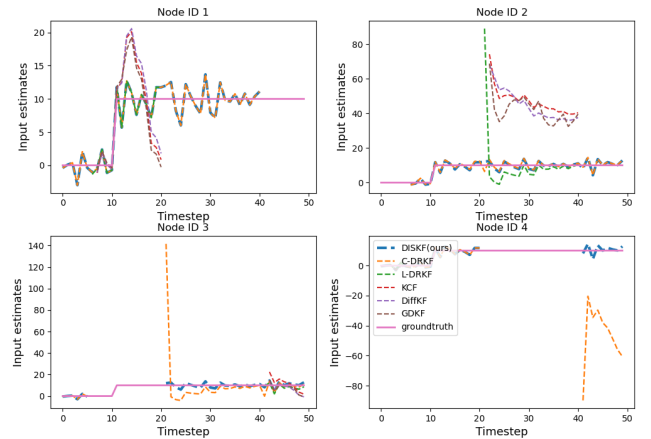 Node ID 1
20
15
10
5
0
Input estimates
0 10 20 30 40 50
Timestep
Node ID 2
80
60
40
20
0
Input estimates
0 10 20 30 40 50
Timestep
Node ID 3
140
120
100
80
60
40
20
0
Input estimates
0 10 20 30 40 50
Timestep
Node ID 4
0
−20
−40
−60
−80
Input estimates
DISKF(ours)
C-DRKF
L-DRKF
KCF
DiffKF
GDKF
groundtruth
0 10 20 30 40 50
Timestep